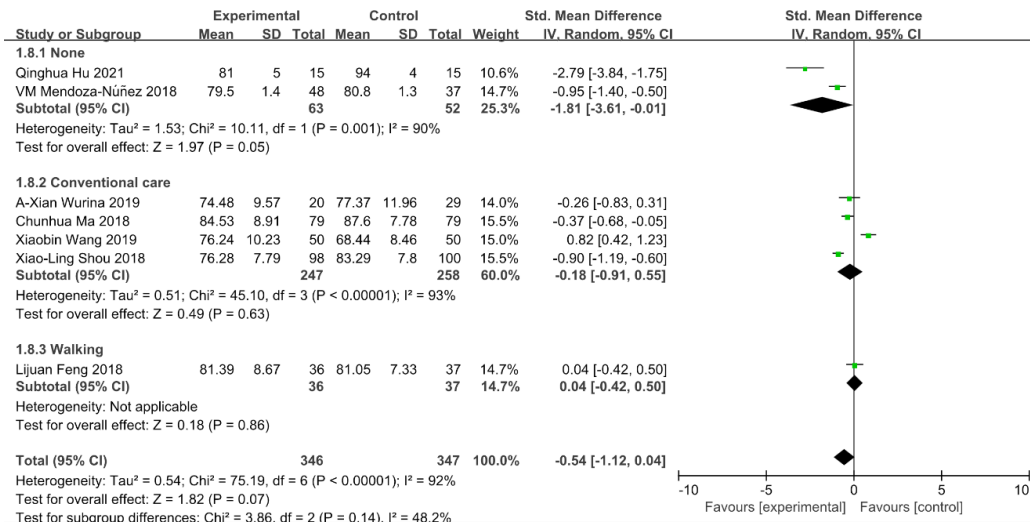 Experimental Control Std. Mean Difference Std. Mean Difference
Study or Subgroup Mean SD Total Mean SD Total Weight IV, Random, 95% CI IV, Random, 95% CI
1.8.1 None
Qinghua Hu 2021 81 5 15 94 4 15 10.6% -2.79 [-3.84, -1.75]
VM Mendoza-Núñez 2018 79.5 1.4 48 80.8 1.3 37 14.7% -0.95 [-1.40, -0.50]
Subtotal (95% CI) 63 52 25.3% -1.81 [-3.61, -0.01]
Heterogeneity: Tau² = 1.53; Chi² = 10.11, df = 1 (P = 0.001); I² = 90%
Test for overall effect: Z = 1.97 (P = 0.05)
1.8.2 Conventional care
A-Xian Wurina 2019 74.48 9.57 20 77.37 11.96 29 14.0% -0.26 [-0.83, 0.31]
Chunhua Ma 2018 84.53 8.91 79 87.6 7.78 79 15.5% -0.37 [-0.68, -0.05]
Xiaobin Wang 2019 76.24 10.23 50 68.44 8.46 50 15.0% 0.82 [0.42, 1.23]
Xiao-Ling Shou 2018 76.28 7.79 98 83.29 7.8 100 15.5% -0.90 [-1.19, -0.60]
Subtotal (95% CI) 247 258 60.0% -0.18 [-0.91, 0.55]
Heterogeneity: Tau² = 0.51; Chi² = 45.10, df = 3 (P < 0.00001); I² = 93%
Test for overall effect: Z = 0.49 (P = 0.63)
1.8.3 Walking
Lijuan Feng 2018 81.39 8.67 36 81.05 7.33 37 14.7% 0.04 [-0.42, 0.50]
Subtotal (95% CI) 36 37 14.7% 0.04 [-0.42, 0.50]
Heterogeneity: Not applicable
Test for overall effect: Z = 0.18 (P = 0.86)
Total (95% CI) 346 347 100.0% -0.54 [-1.12, 0.04]
Heterogeneity: Tau² = 0.54; Chi² = 75.19, df = 6 (P < 0.00001); I² = 92%
Test for overall effect: Z = 1.82 (P = 0.07)
Test for subgroup differences: Chi² = 3.86, df = 2 (P = 0.14), I² = 48.2%
-10 -5 0 5 10
Favours [experimental] Favours [control]